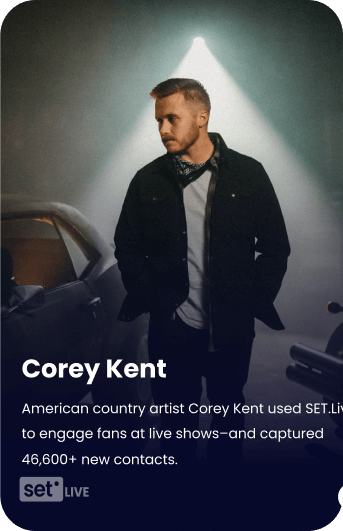 Corey Kent
American country artist Corey Kent used SET.Liv
to engage fans at live shows–and captured
46,600+ new contacts.
set LIVE